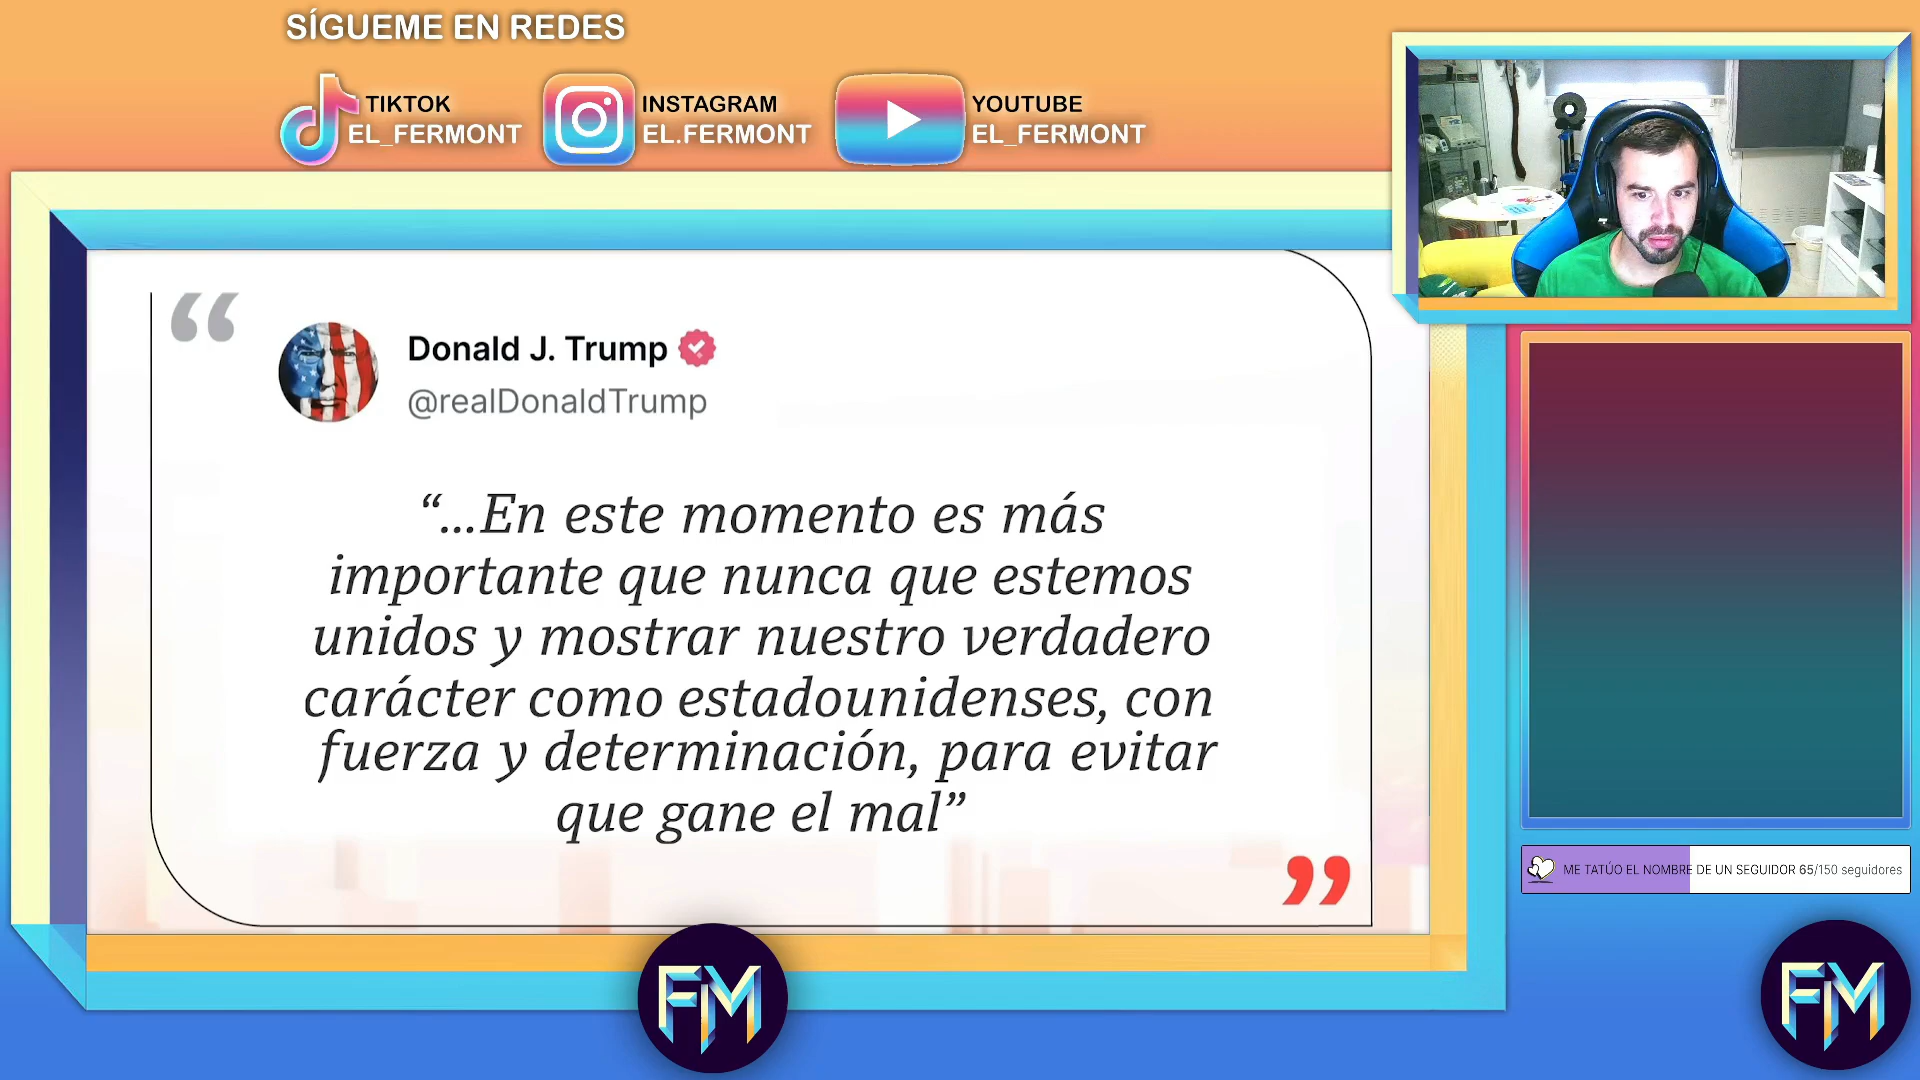 SÍGUEME EN REDES
TIKTOK
EL_FERMONT
INSTAGRAM
EL.FERMONT
YOUTUBE
EL_FERMONT
“
Donald J. Trump
@realDonaldTrump
“...En este momento es más
importante que nunca que estemos
unidos y mostrar nuestro verdadero
carácter como estadounidenses, con
fuerza y determinación, para evitar
que gane el mal”
”
ME TATÚO EL NOMBRE DE UN SEGUIDOR 65/150 seguidores
FM
FM